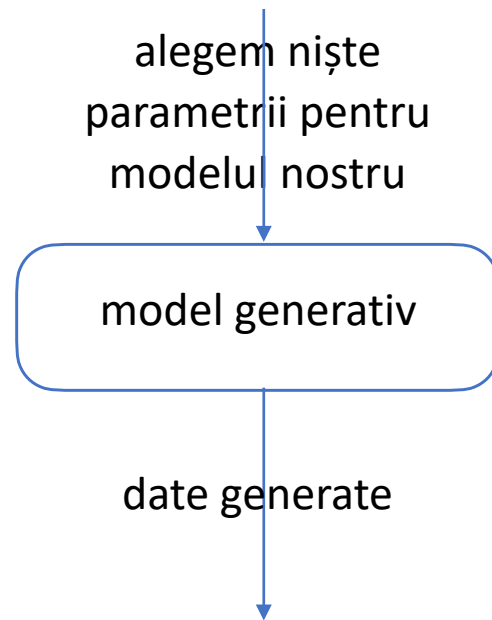 alegem niște
parametrii pentru
modelul nostru
model generativ
date generate